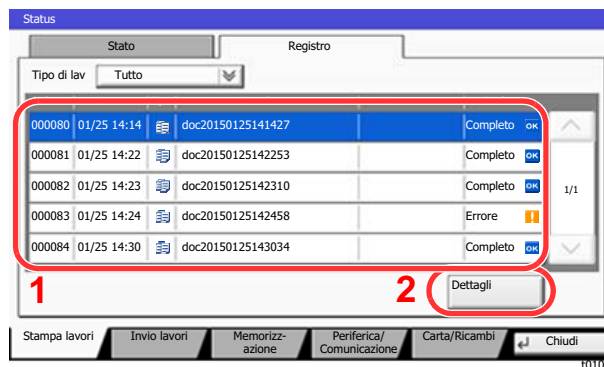 Status
Stato Registro
Tipo di lav Tutto
000080 01/25 14:14 doc20150125141427 Completo OK
000081 01/25 14:22 doc20150125142253 Completo OK
000082 01/25 14:23 doc20150125142310 Completo OK
1/1
000083 01/25 14:24 doc20150125142458 Errore !
000084 01/25 14:30 doc20150125143034 Completo OK
1 2 Dettagli
Stampa lavori Invio lavori Memorizz-
azione Periferica/
Comunicazione Carta/Ricambi Chiudi